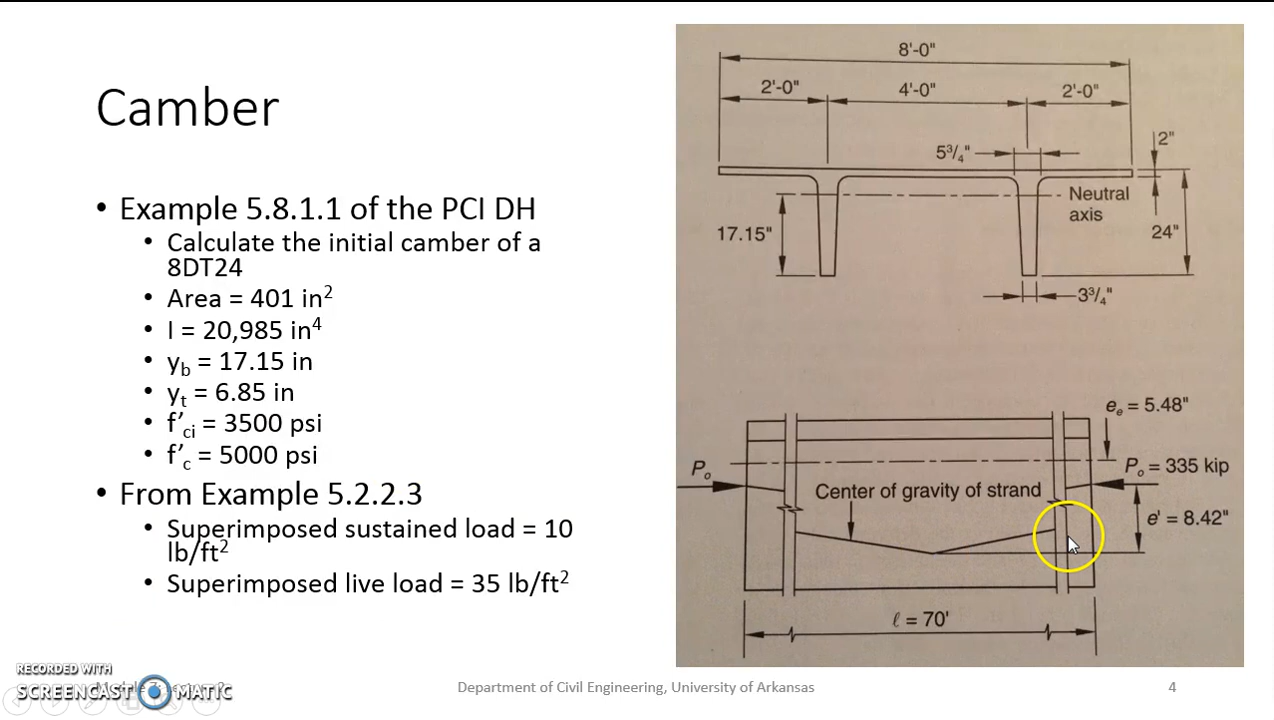 Camber
• Example 5.8.1.1 of the PCI DH
• Calculate the initial camber of a
8DT24
• Area = 401 in²
• I = 20,985 in⁴
• y_b = 17.15 in
• y_t = 6.85 in
• f'_ci = 3500 psi
• f'_c = 5000 psi
• From Example 5.2.2.3
• Superimposed sustained load = 10
lb/ft²
• Superimposed live load = 35 lb/ft²
8'-0"
2'-0" 4'-0" 2'-0"
5¾"
2"
Neutral
axis
17.15"
24"
3¾"
e_e = 5.48"
P_o
P_o = 335 kip
Center of gravity of strand
e' = 8.42"
ℓ = 70'
RECORDED WITH
SCREENCAST MATIC
Department of Civil Engineering, University of Arkansas
4